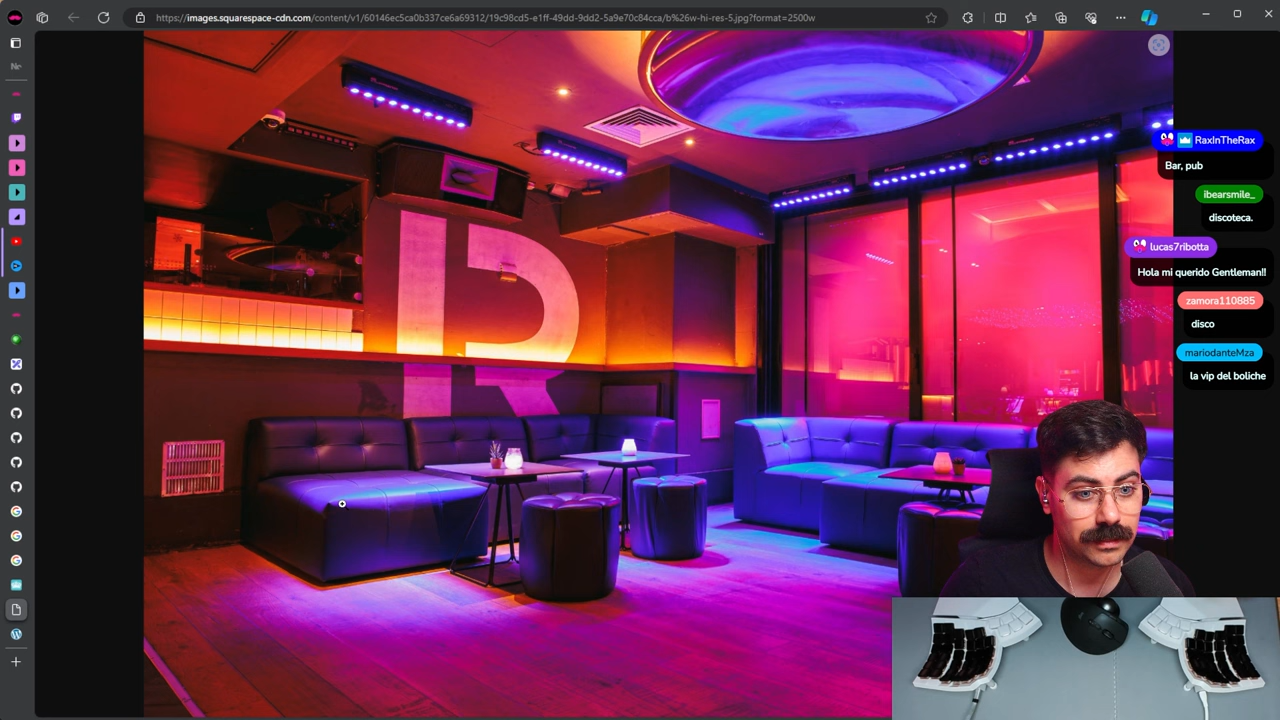 https://images.squarespace-cdn.com/content/v1/60146ec5ca0b337ce6a69312/19c98cd5-e1ff-49dd-9dd2-5a9e70c84cca/b%26w-hi-res-5.jpg?format=2500w
Ne
R
RaxInTheRax
Bar, pub
ibearsmile_
discoteca.
lucas7ribotta
Hola mi querido Gentleman!!
zamora110885
disco
mariodanteMza
la vip del boliche